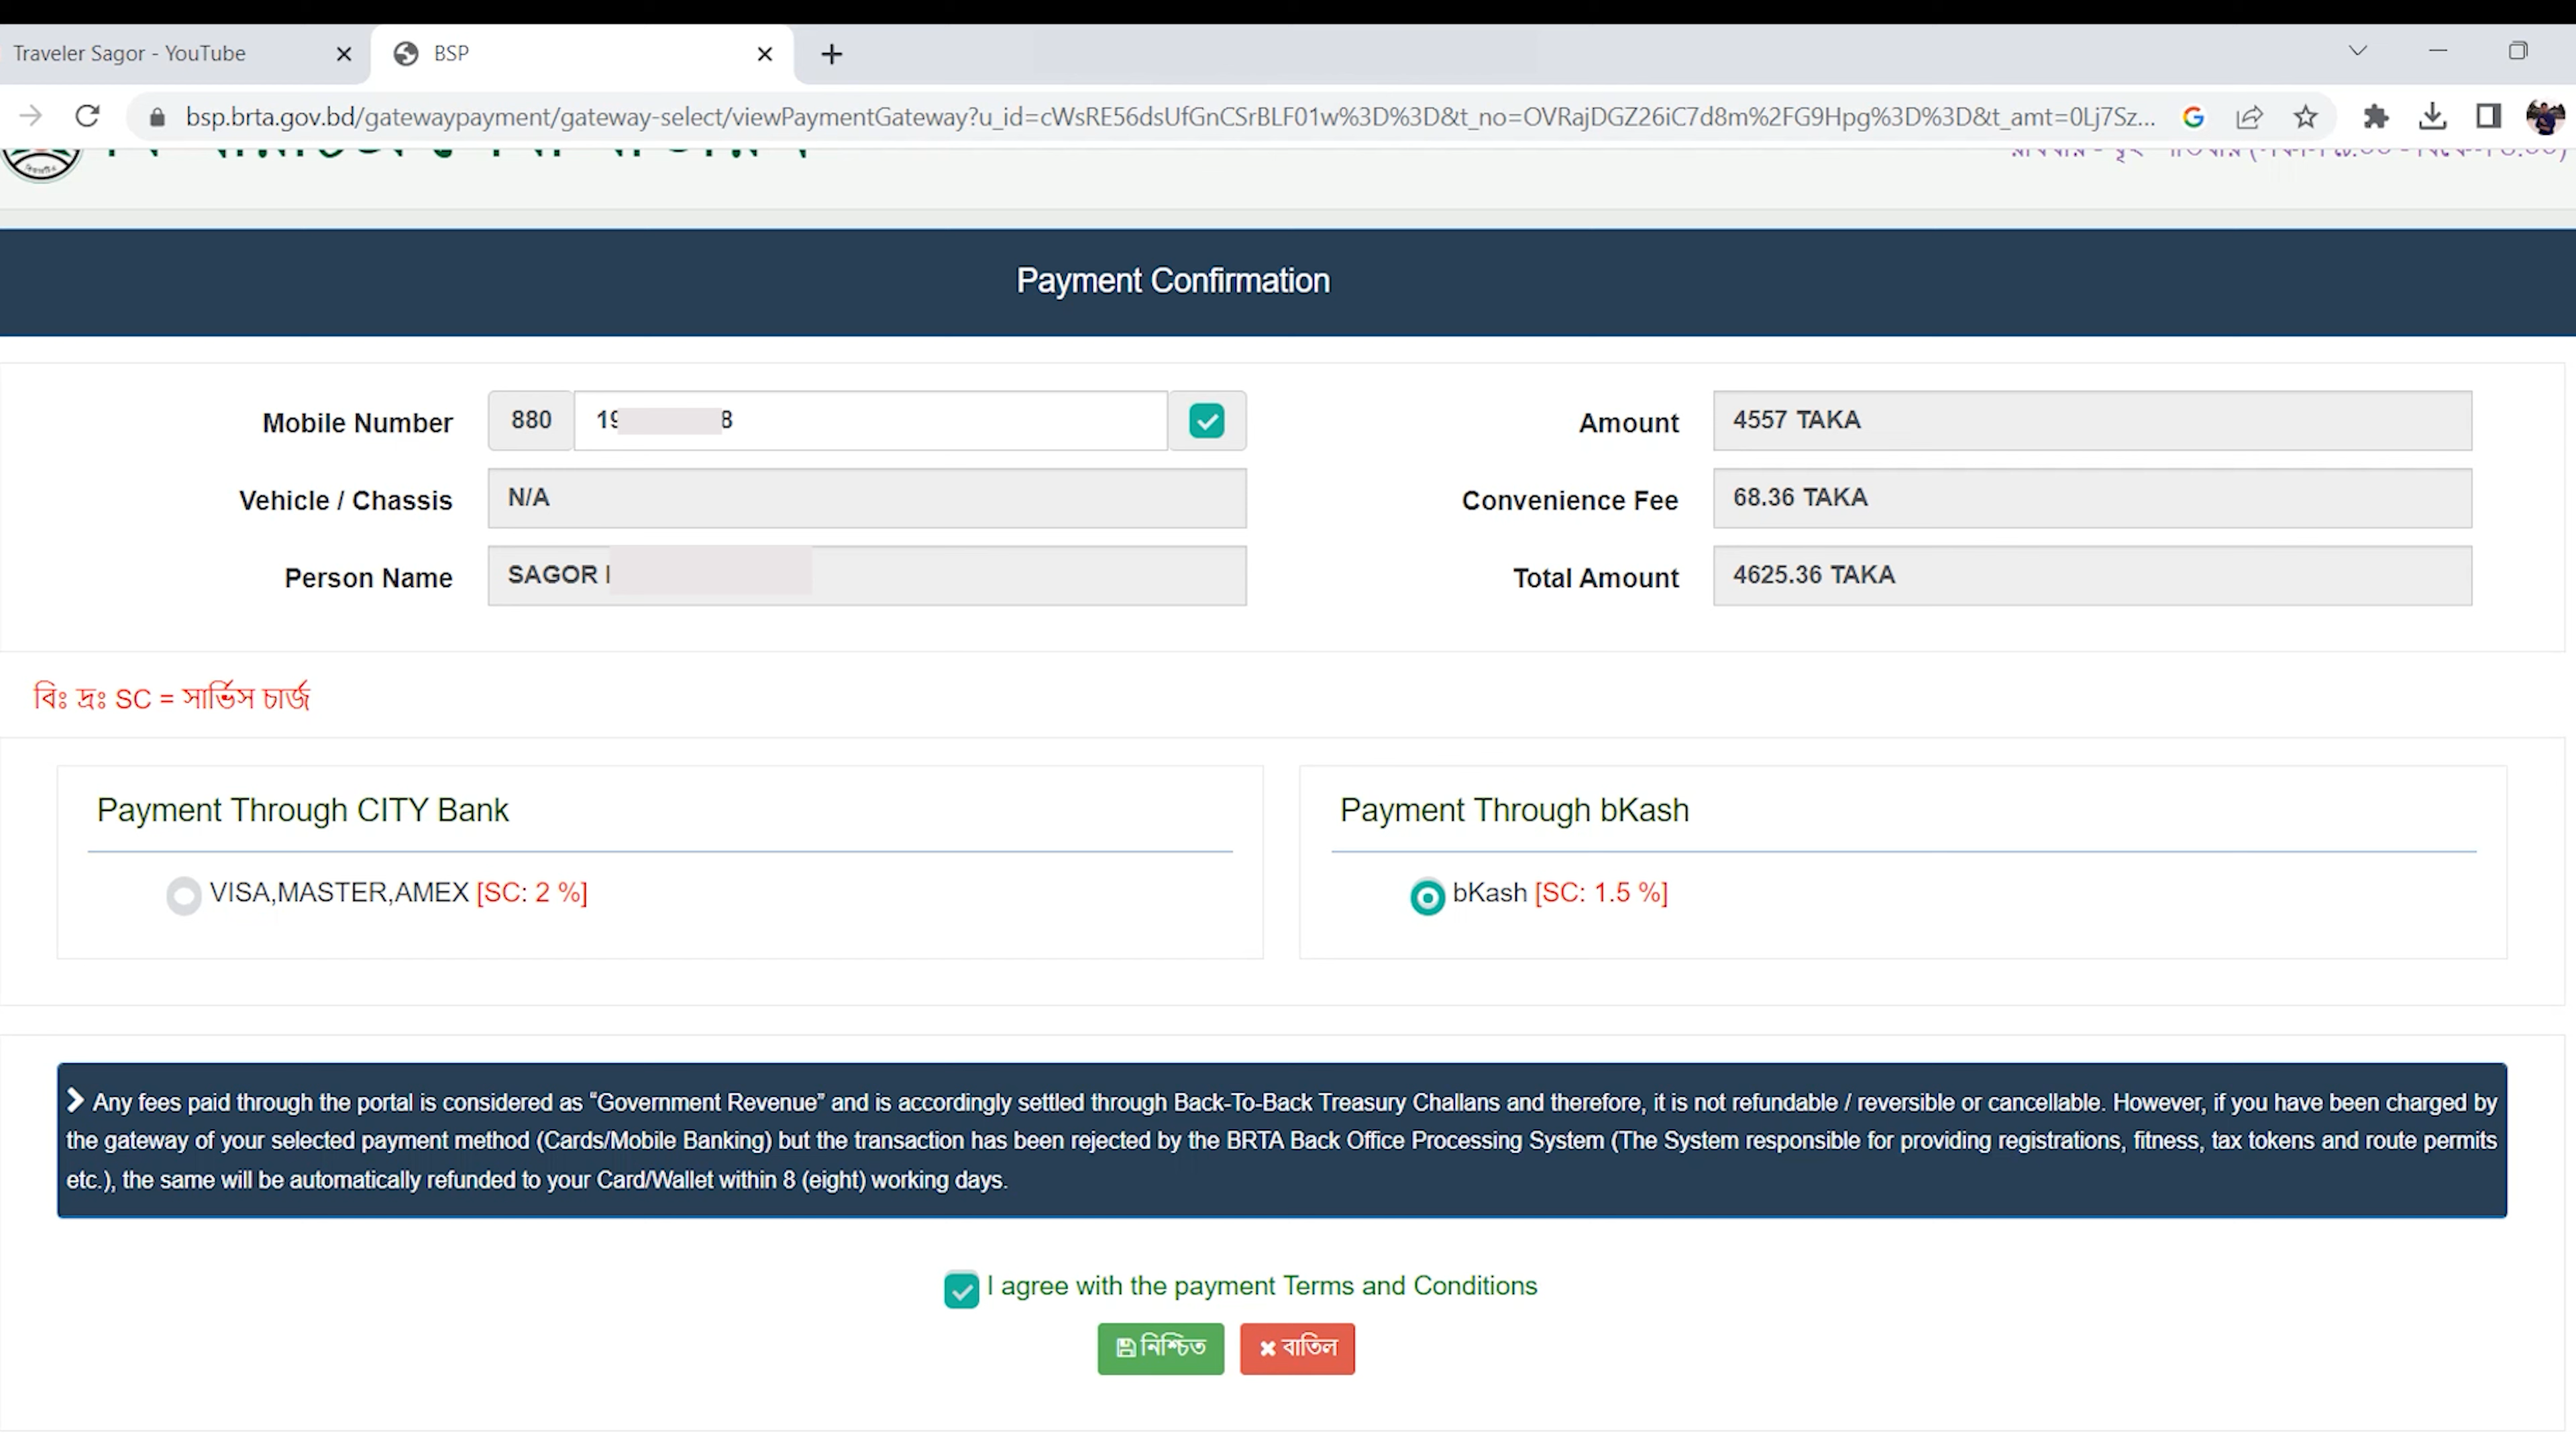 Traveler Sagor - YouTube
BSP
bsp.brta.gov.bd/gatewaypayment/gateway-select/viewPaymentGateway?u_id=cWsRE56dsUfGnCSrBLF01w%3D%3D&t_no=OVRajDGZ26iC7d8m%2FG9Hpg%3D%3D&t_amt=0Lj7Sz...
Payment Confirmation
Mobile Number 880 19 8
Amount 4557 TAKA
Vehicle / Chassis N/A
Convenience Fee 68.36 TAKA
Person Name SAGOR
Total Amount 4625.36 TAKA
বিঃ দ্রঃ SC = সার্ভিস চার্জ
Payment Through CITY Bank
VISA,MASTER,AMEX [SC: 2 %]
Payment Through bKash
bKash [SC: 1.5 %]
Any fees paid through the portal is considered as “Government Revenue” and is accordingly settled through Back-To-Back Treasury Challans and therefore, it is not refundable / reversible or cancellable. However, if you have been charged by
the gateway of your selected payment method (Cards/Mobile Banking) but the transaction has been rejected by the BRTA Back Office Processing System (The System responsible for providing registrations, fitness, tax tokens and route permits
etc.), the same will be automatically refunded to your Card/Wallet within 8 (eight) working days.
I agree with the payment Terms and Conditions
নিশ্চিত
বাতিল